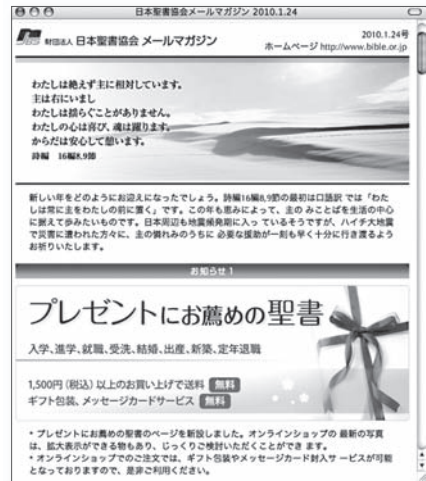 日本聖書協会メールマガジン 2010.1.24
財団法人 日本聖書協会 メールマガジン
2010.1.24号
ホームページ http://www.bible.or.jp
わたしは絶えず主に相対しています。
主は右にいまし
わたしは揺らぐことがありません。
わたしの心は喜び、魂は躍ります。
からだは安心して憩います。
詩編 16編8,9節
新しい年をどのようにお迎えになったでしょう。詩編16編8,9節の最初は口語訳 では「わた
しは常に主をわたしの前に置く」です。この年も恵みによって、主の みことばを生活の中心
に据えて歩みたいものです。日本周辺も地震頻発期に入っ ているそうですが、ハイチ大地震
で災害に遭われた方々に、主の憐れみのうちに 必要な援助が一刻も早く十分に行き渡るよう
お祈りいたします。
お知らせ 1
プレゼントにお薦めの聖書
入学、進学、就職、受洗、結婚、出産、新築、定年退職
1,500円(税込)以上のお買い上げで送料 無料
ギフト包装、メッセージカードサービス 無料
* プレゼントにお薦めの聖書のページを新設しました。オンラインショップの 最新の写真
は、拡大表示ができる物もあり、じっくりご検討いただくことができ ます。
* オンラインショップでのご注文では、ギフト包装やメッセージカード封入サ ービスが可能
となっておりますので、是非ご利用ください。